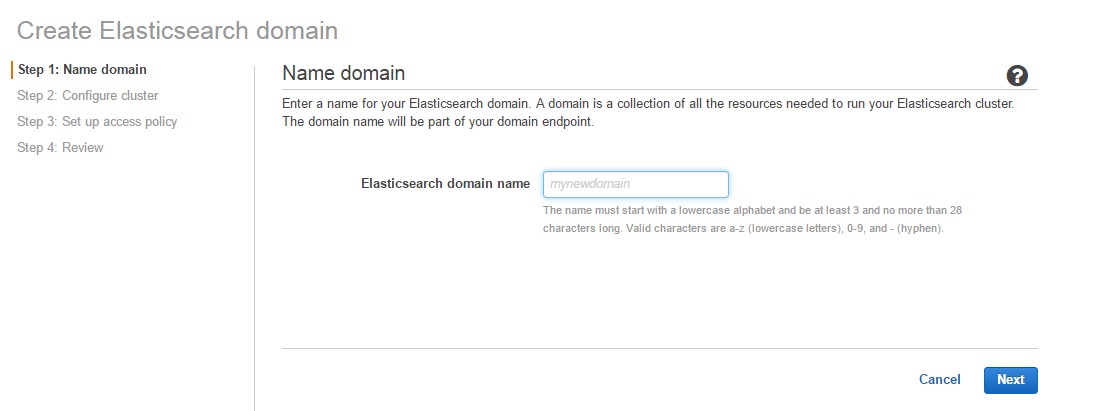 Create Elasticsearch domain
Step 1: Name domain
Step 2: Configure cluster
Step 3: Set up access policy
Step 4: Review
Name domain
?
Enter a name for your Elasticsearch domain. A domain is a collection of all the resources needed to run your Elasticsearch cluster.
The domain name will be part of your domain endpoint.
Elasticsearch domain name
mynewdomain
The name must start with a lowercase alphabet and be at least 3 and no more than 28
characters long. Valid characters are a-z (lowercase letters), 0-9, and - (hyphen).
Cancel
Next